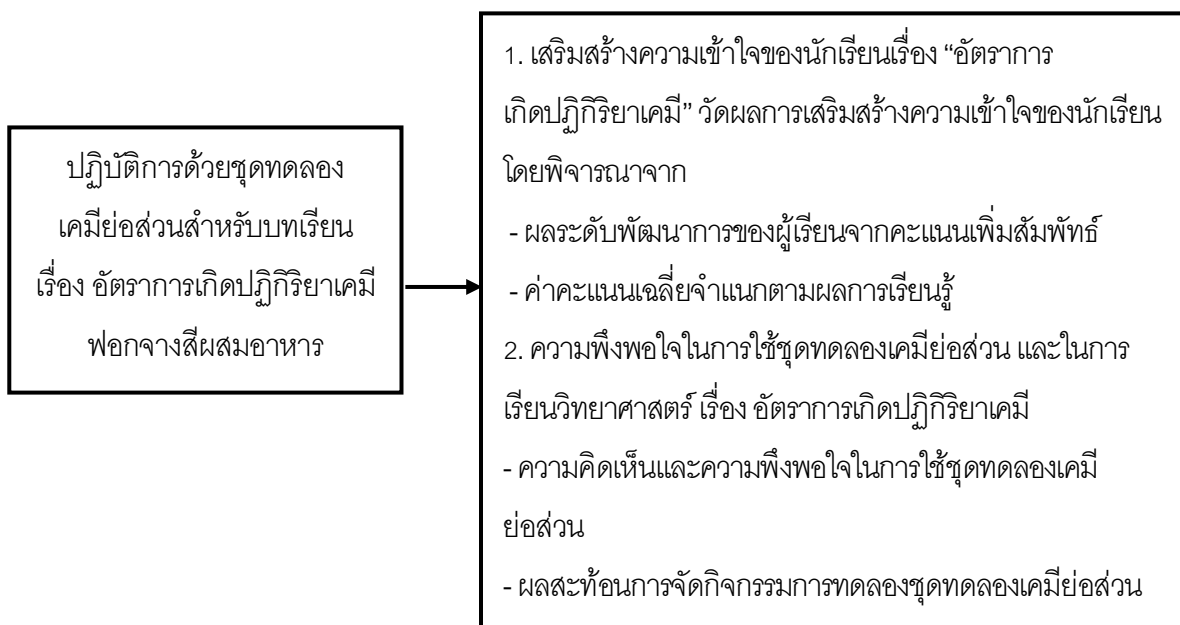 ปฏิบัติการด้วยชุดทดลอง
เคมีย่อส่วนสำหรับบทเรียน
เรื่อง อัตราการเกิดปฏิกิริยาเคมี
ฟอกจางสีผสมอาหาร
1. เสริมสร้างความเข้าใจของนักเรียนเรื่อง “อัตราการ
เกิดปฏิกิริยาเคมี” วัดผลการเสริมสร้างความเข้าใจของนักเรียน
โดยพิจารณาจาก
- ผลระดับพัฒนาการของผู้เรียนจากคะแนนเพิ่มสัมพัทธ์
- ค่าคะแนนเฉลี่ยจำแนกตามผลการเรียนรู้
2. ความพึงพอใจในการใช้ชุดทดลองเคมีย่อส่วน และในการ
เรียนวิทยาศาสตร์ เรื่อง อัตราการเกิดปฏิกิริยาเคมี
- ความคิดเห็นและความพึงพอใจในการใช้ชุดทดลองเคมี
ย่อส่วน
- ผลสะท้อนการจัดกิจกรรมการทดลองชุดทดลองเคมีย่อส่วน